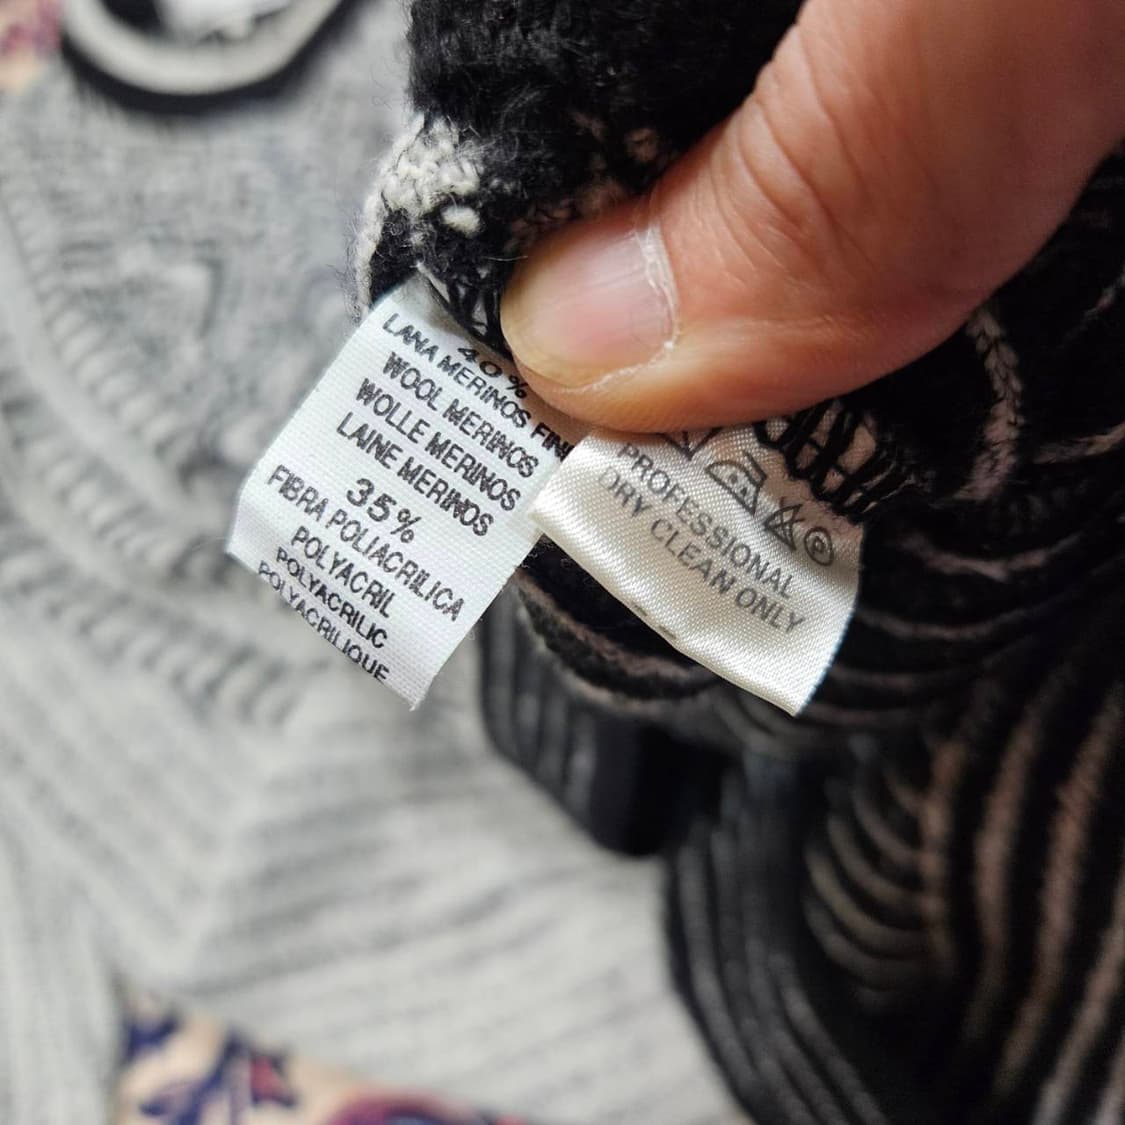 40%
LANA MERINOS FIN
WOOL MERINOS
WOLLE MERINOS
LAINE MERINOS
35%
FIBRA POLIACRILICA
POLYACRIL
POLYACRILIC
POLYACRILIQUE
PROFESSIONAL
DRY CLEAN ONLY